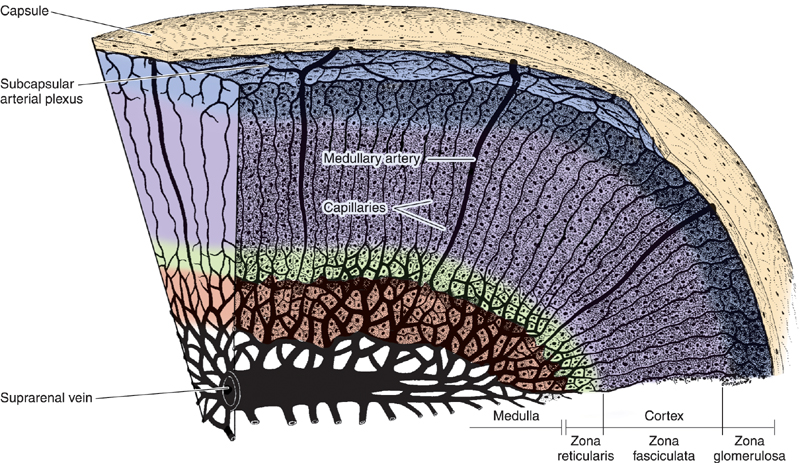 Capsule
Subcapsular
arterial plexus
Medullary artery
Capillaries
Suprarenal vein
Medulla
Cortex
Zona
reticularis
Zona
fasciculata
Zona
glomerulosa